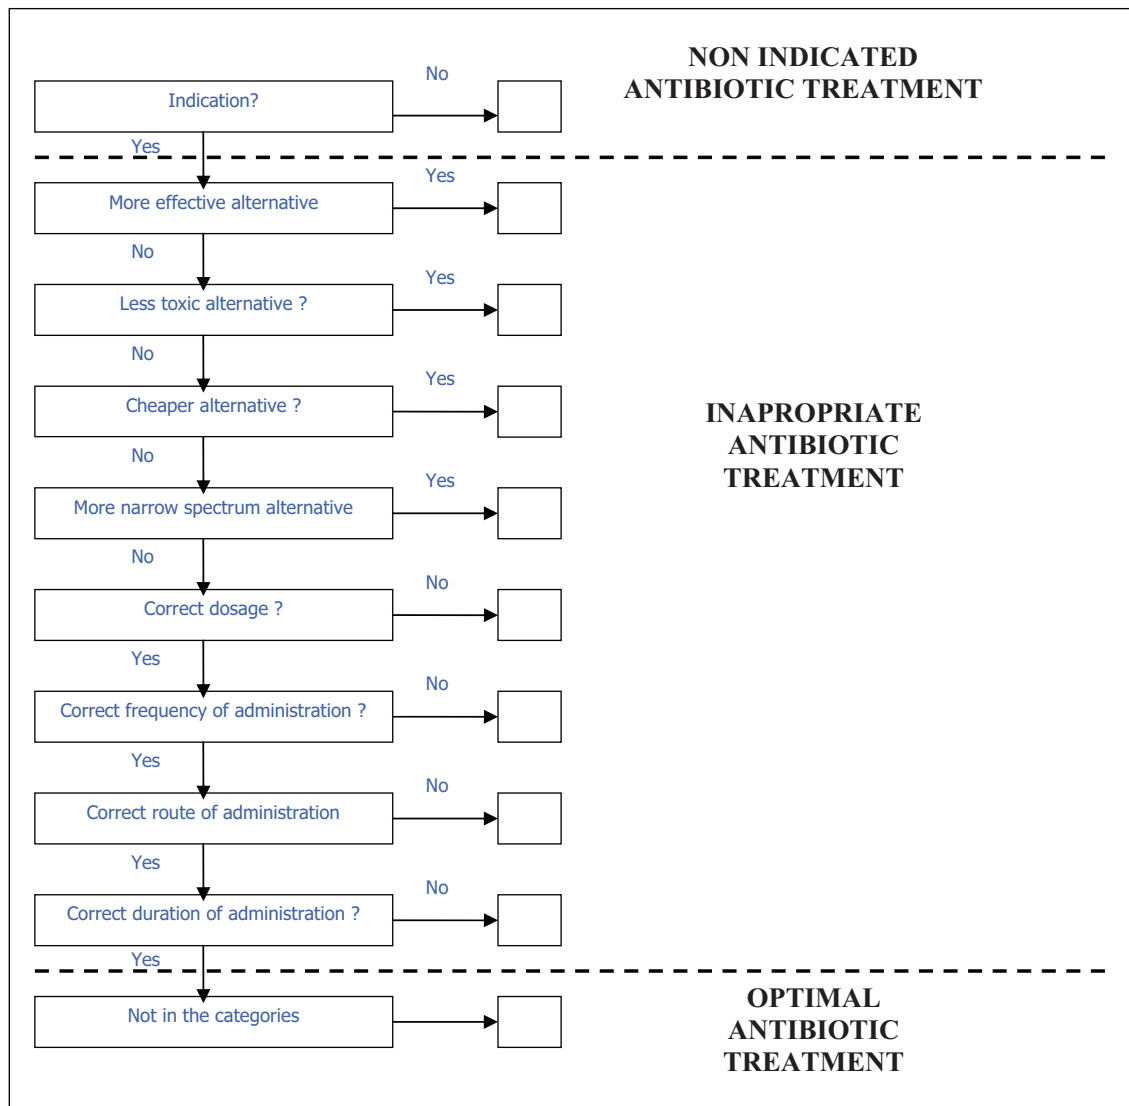 NON INDICATED
ANTIBIOTIC TREATMENT
No
Indication?
Yes
Yes
More effective alternative
No
Yes
Less toxic alternative ?
No
Yes
Cheaper alternative ?
INAPROPRIATE
ANTIBIOTIC
TREATMENT
No
Yes
More narrow spectrum alternative
No
No
Correct dosage ?
Yes
No
Correct frequency of administration ?
Yes
No
Correct route of administration
Yes
No
Correct duration of administration ?
Yes
Not in the categories
OPTIMAL
ANTIBIOTIC
TREATMENT